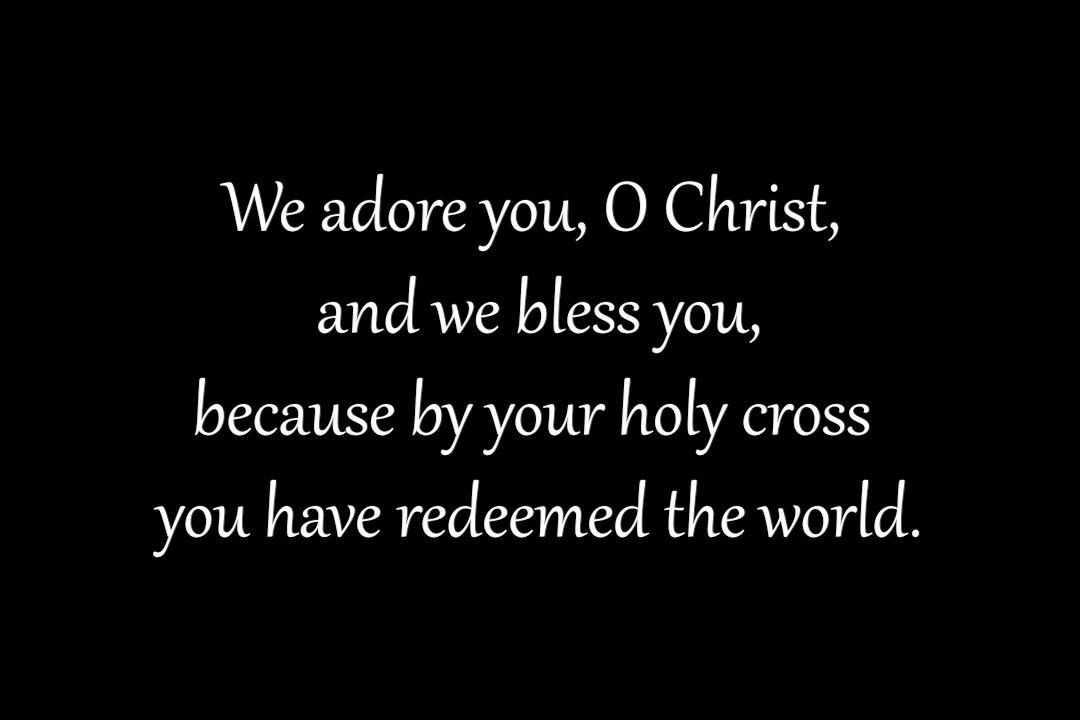 We adore you, O Christ,
and we bless you,
because by your holy cross
you have redeemed the world.